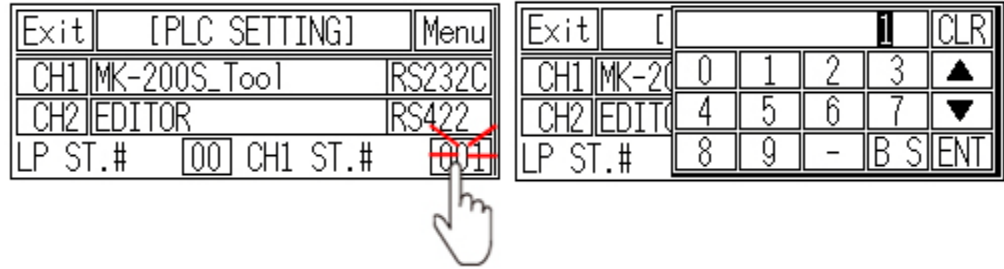 Exit [PLC SETTING] Menu
CH1 MK-200S_Tool RS232C
CH2 EDITOR RS422
LP ST.# 00 CH1 ST.# 001
Exit [ 1 CLR
CH1 MK-20 0 1 2 3 ▲
CH2 EDIT 4 5 6 7 ▼
LP ST.# 8 9 - B S ENT